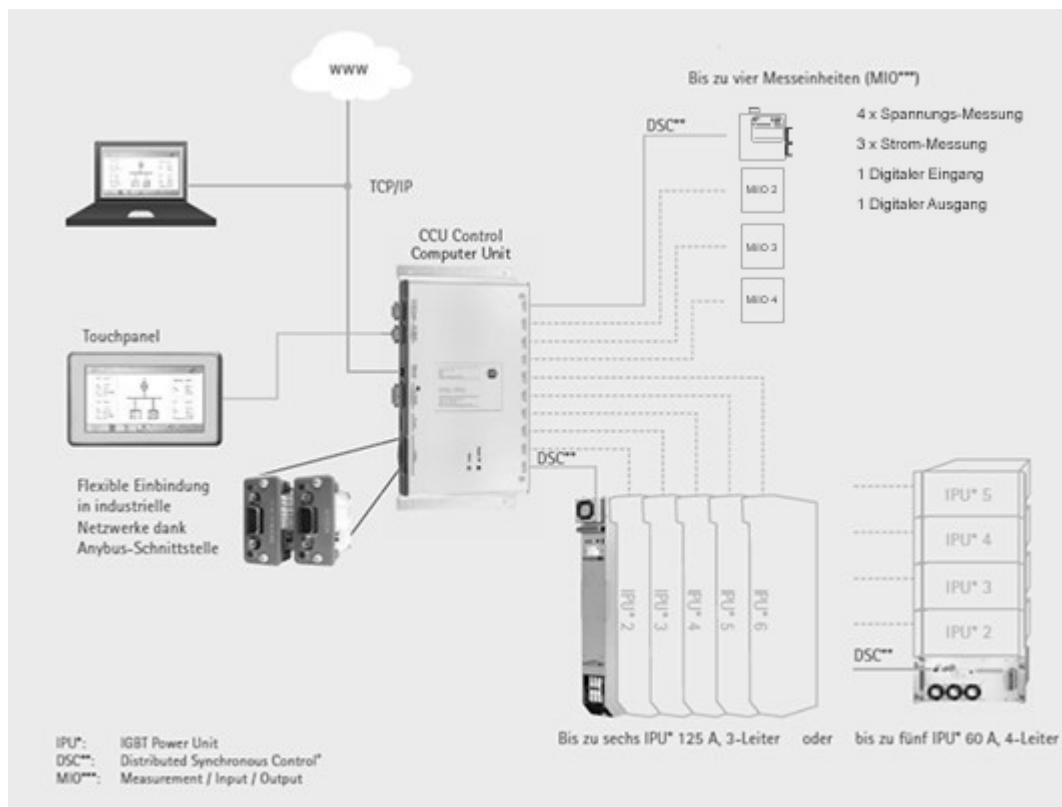 www
Bis zu vier Messeinheiten (MIO***)
DSC**
4 x Spannungs-Messung
3 x Strom-Messung
1 Digitaler Eingang
1 Digitaler Ausgang
MIO 2
MIO 3
MIO 4
TCP/IP
CCU Control
Computer Unit
Touchpanel
Flexible Einbindung
in industrielle
Netzwerke dank
Anybus-Schnittstelle
DSC**
IPU* 2
IPU* 3
IPU* 4
IPU* 5
IPU* 6
IPU* 5
IPU* 4
IPU* 3
IPU* 2
DSC**
Bis zu sechs IPU* 125 A, 3-Leiter oder bis zu fünf IPU* 60 A, 4-Leiter
IPU*: IGBT Power Unit
DSC**: Distributed Synchronous Control*
MIO***: Measurement / Input / Output